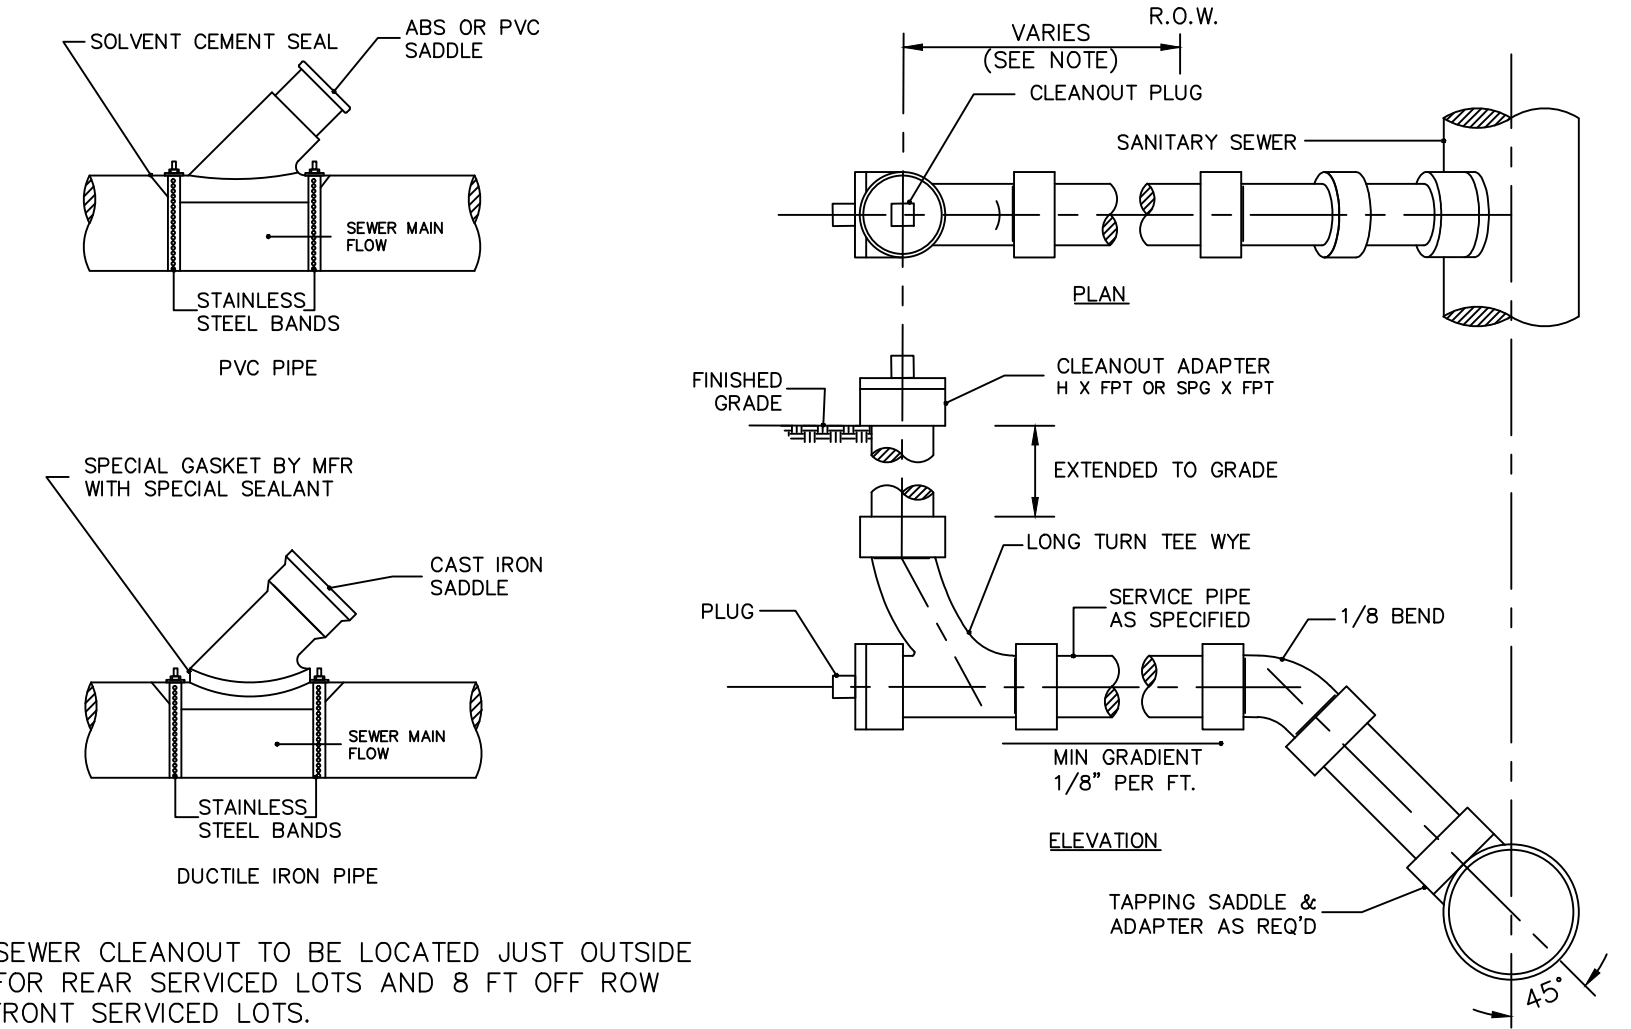 SOLVENT CEMENT SEAL
ABS OR PVC
SADDLE
SEWER MAIN
FLOW
STAINLESS
STEEL BANDS
PVC PIPE
SPECIAL GASKET BY MFR
WITH SPECIAL SEALANT
CAST IRON
SADDLE
SEWER MAIN
FLOW
STAINLESS
STEEL BANDS
DUCTILE IRON PIPE
R.O.W.
VARIES
(SEE NOTE)
CLEANOUT PLUG
SANITARY SEWER
PLAN
FINISHED
GRADE
CLEANOUT ADAPTER
H X FPT OR SPG X FPT
EXTENDED TO GRADE
LONG TURN TEE WYE
PLUG
SERVICE PIPE
AS SPECIFIED
1/8 BEND
MIN GRADIENT
1/8" PER FT.
ELEVATION
TAPPING SADDLE &
ADAPTER AS REQ'D
45°
SEWER CLEANOUT TO BE LOCATED JUST OUTSIDE
FOR REAR SERVICED LOTS AND 8 FT OFF ROW
FRONT SERVICED LOTS.